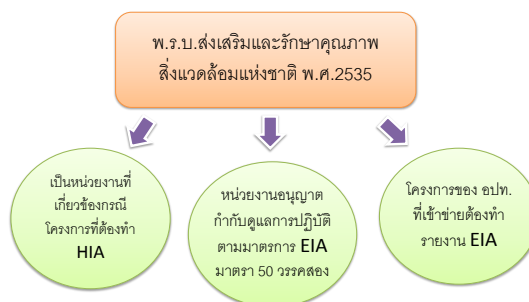 พ.ร.บ.ส่งเสริมและรักษาคุณภาพ
สิ่งแวดล้อมแห่งชาติ พ.ศ.2535
เป็นหน่วยงานที่
เกี่ยวข้องกรณี
โครงการที่ต้องทำ
HIA
หน่วยงานอนุญาต
กำกับดูแลการปฏิบัติ
ตามมาตรการ EIA
มาตรา 50 วรรคสอง
โครงการของ อปท.
ที่เข้าข่ายต้องทำ
รายงาน EIA